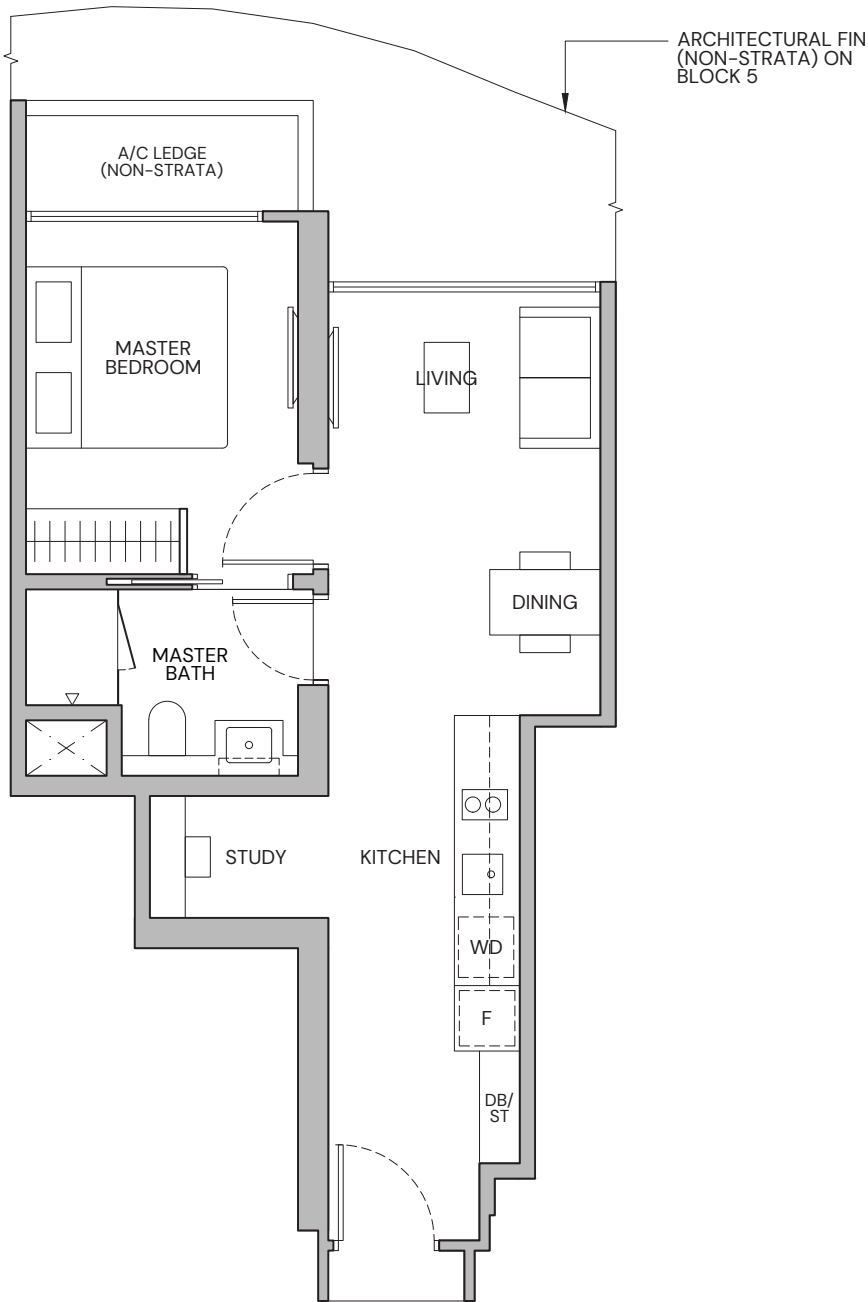 ARCHITECTURAL FIN
(NON-STRATA) ON
BLOCK 5
A/C LEDGE
(NON-STRATA)
MASTER
BEDROOM
LIVING
DINING
MASTER
BATH
STUDY
KITCHEN
WD
F
DB/
ST